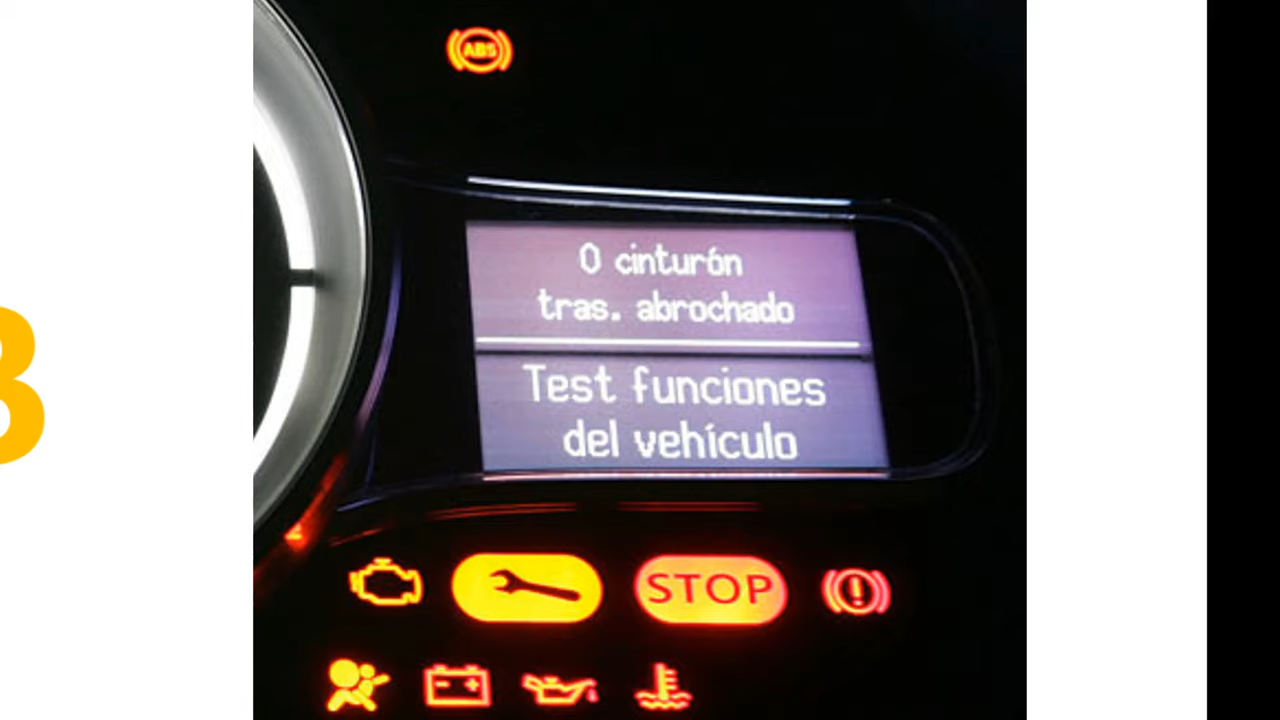 ABS
0 cinturón
tras. abrochado
Test funciones
del vehículo
STOP